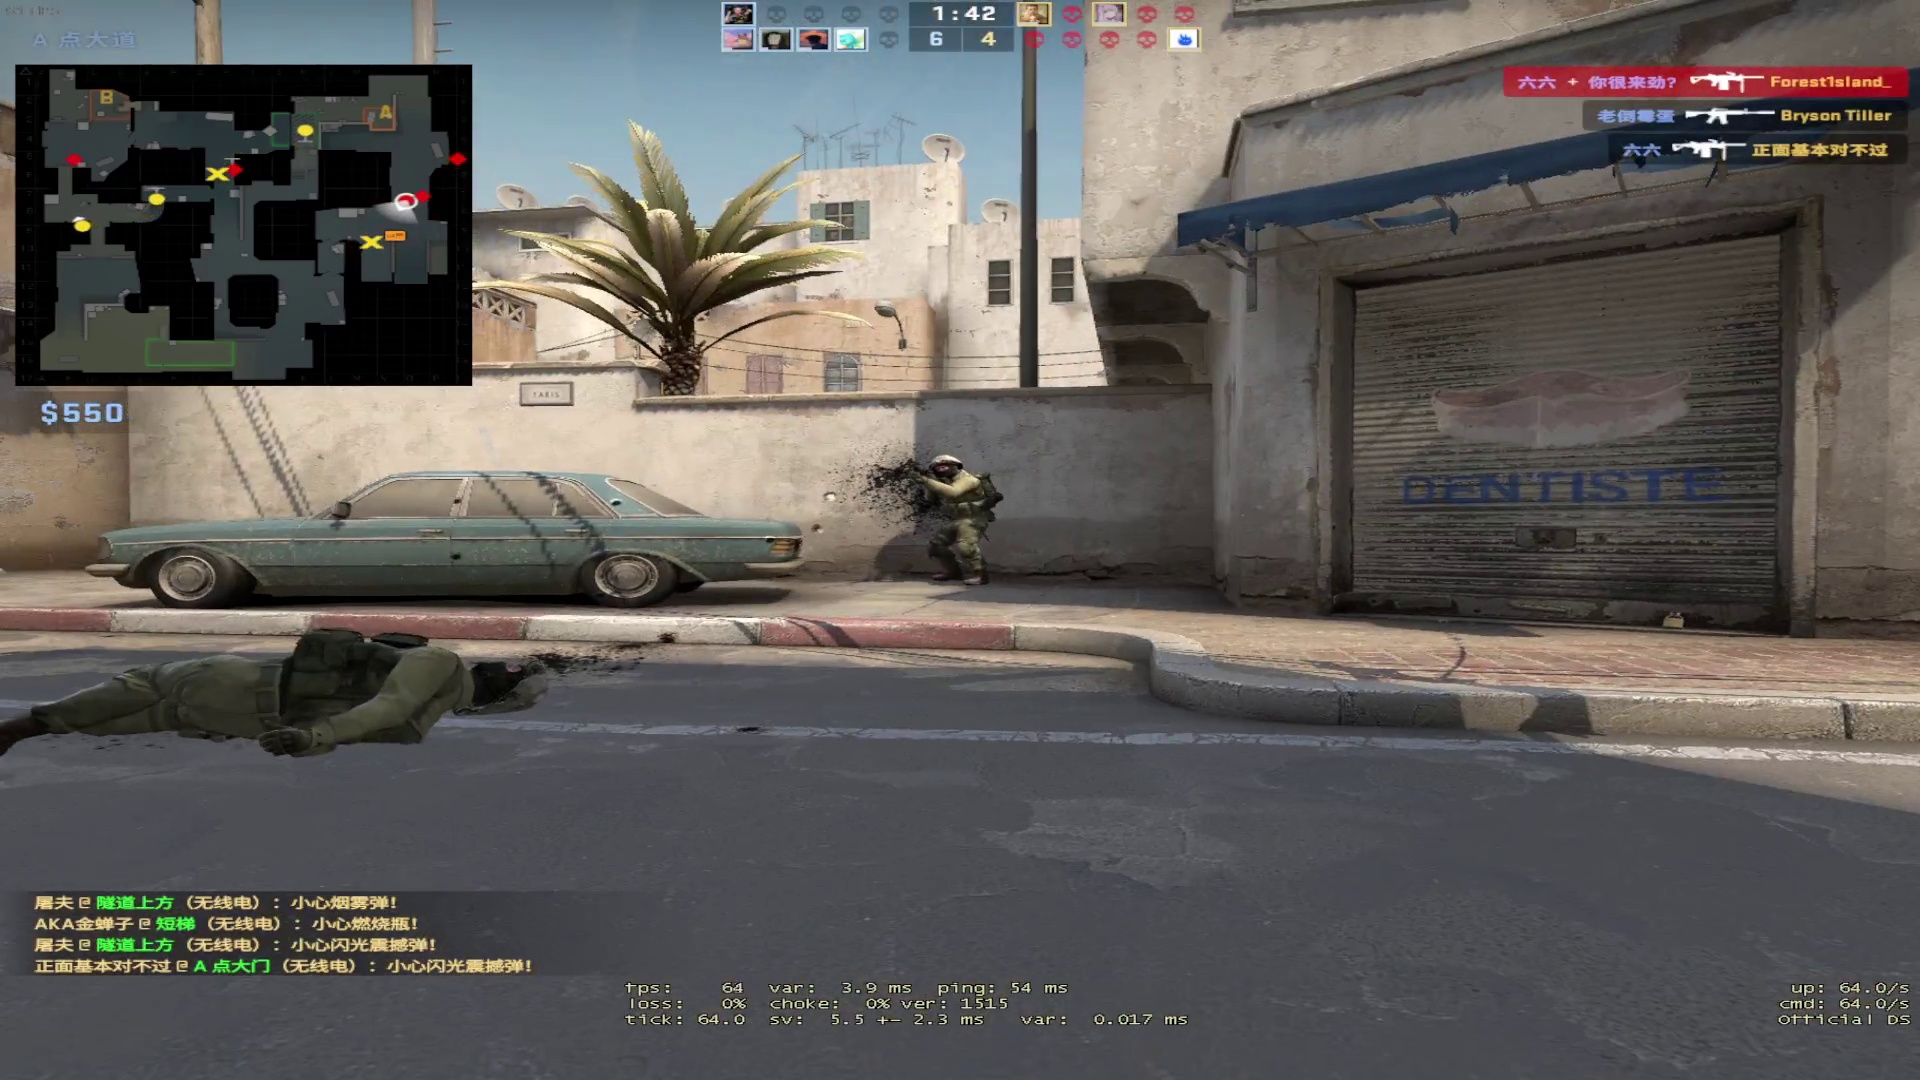 A 点大道
1:42
6 4
B
A
六六 + 你很来劲? Forest1sland_
老倒霉蛋 Bryson Tiller
六六 正面基本对不过
$550
DENTISTE
屠夫 @ 隧道上方 (无线电): 小心烟雾弹!
AKA金蝉子 @ 短梯 (无线电): 小心燃烧瓶!
屠夫 @ 隧道上方 (无线电): 小心闪光震撼弹!
正面基本对不过 @ A 点大门 (无线电): 小心闪光震撼弹!
fps: 64 var: 3.9 ms ping: 54 ms
loss: 0% choke: 0% ver: 1515
tick: 64.0 sv: 5.5 +- 2.3 ms var: 0.017 ms
up: 64.0/s
cmd: 64.0/s
Official DS